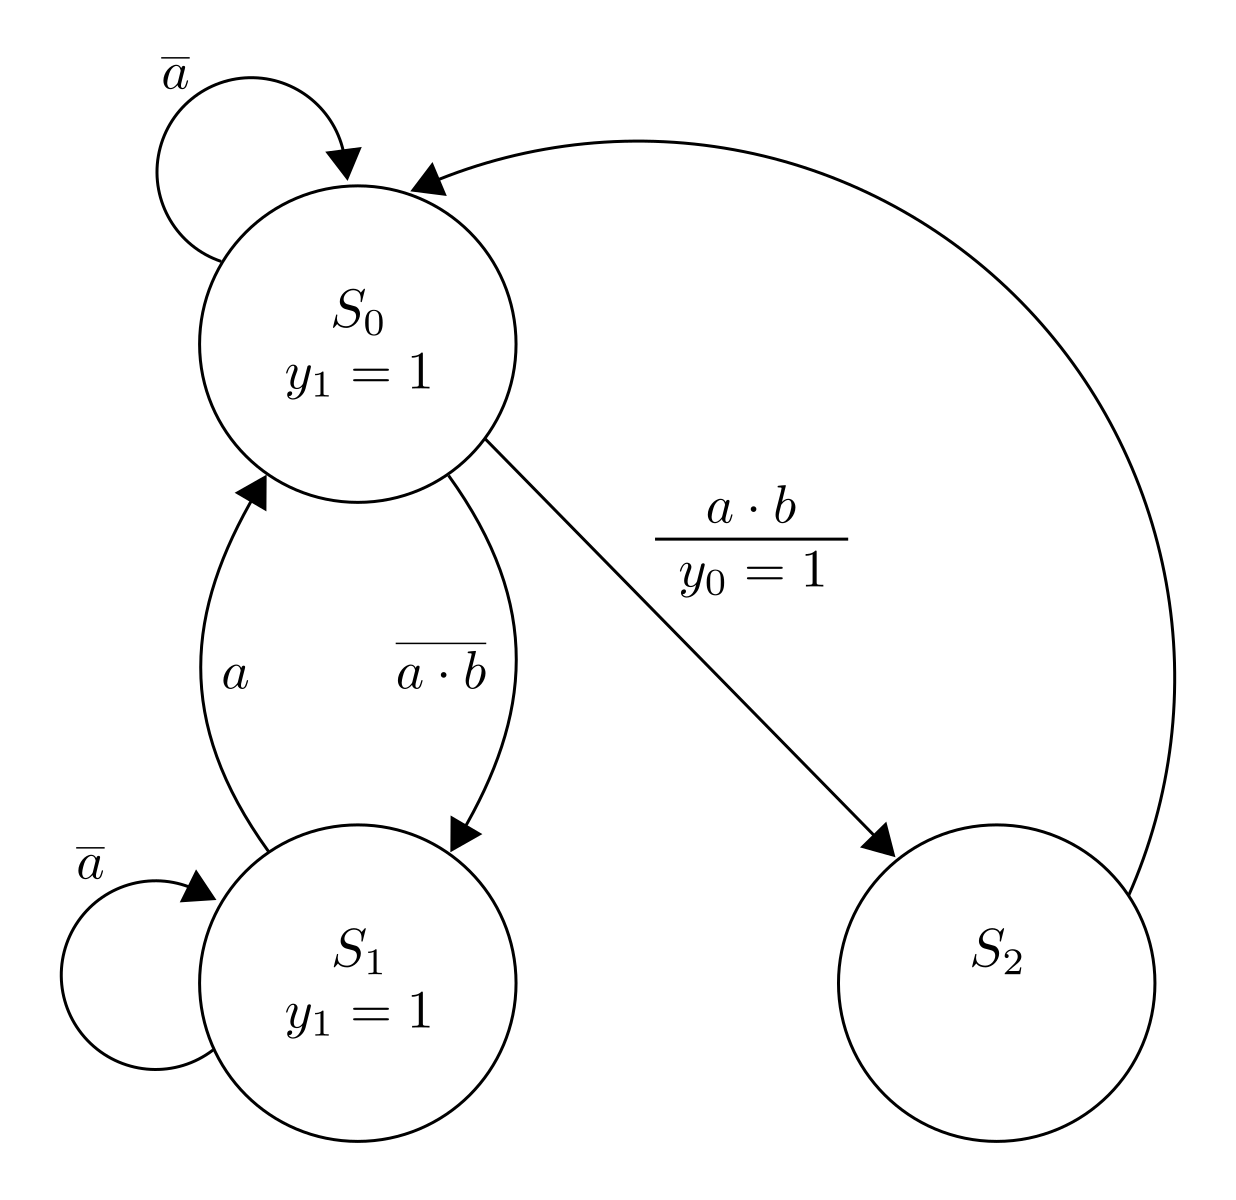 a̅
S₀
y₁ = 1
a · b
y₀ = 1
a
a̅ ̅·̅ ̅b̅
a̅
S₁
y₁ = 1
S₂